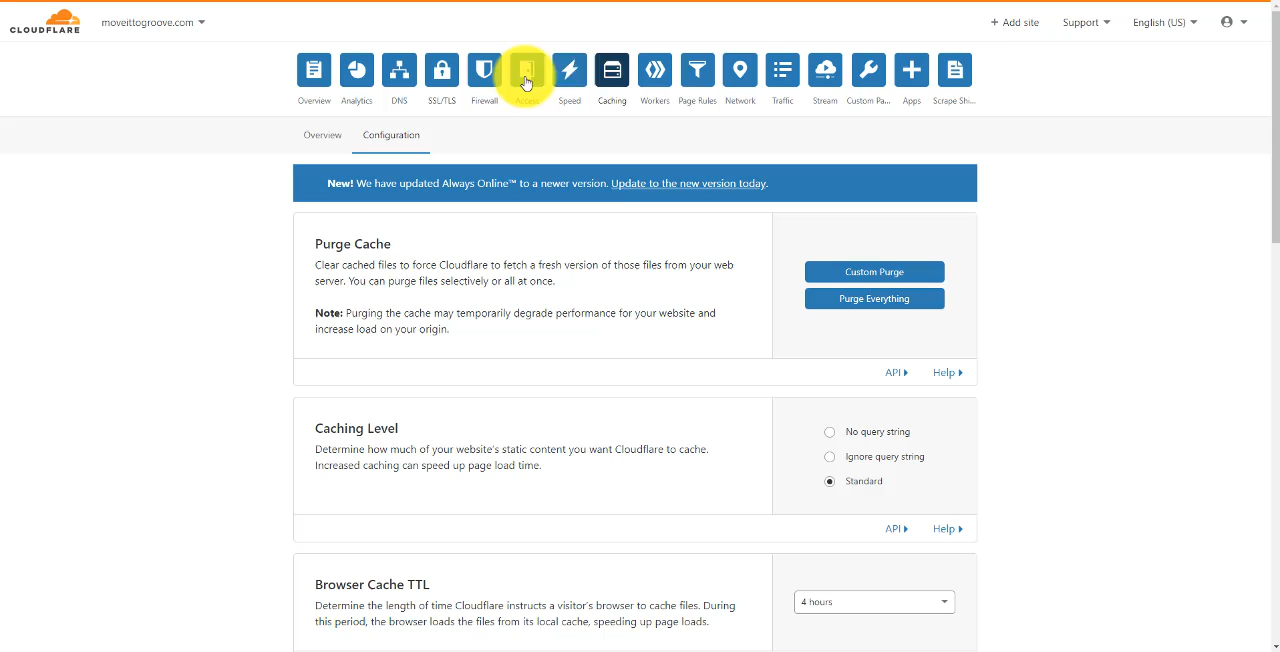 CLOUDFLARE
moveittogroove.com
+ Add site
Support
English (US)
Overview
Analytics
DNS
SSL/TLS
Firewall
Access
Speed
Caching
Workers
Page Rules
Network
Traffic
Stream
Custom Pa...
Apps
Scrape Shi...
Overview
Configuration
New! We have updated Always Online™ to a newer version. Update to the new version today.
Purge Cache
Clear cached files to force Cloudflare to fetch a fresh version of those files from your web
server. You can purge files selectively or all at once.
Note: Purging the cache may temporarily degrade performance for your website and
increase load on your origin.
Custom Purge
Purge Everything
API
Help
Caching Level
Determine how much of your website's static content you want Cloudflare to cache.
Increased caching can speed up page load time.
No query string
Ignore query string
Standard
API
Help
Browser Cache TTL
Determine the length of time Cloudflare instructs a visitor's browser to cache files. During
this period, the browser loads the files from its local cache, speeding up page loads.
4 hours